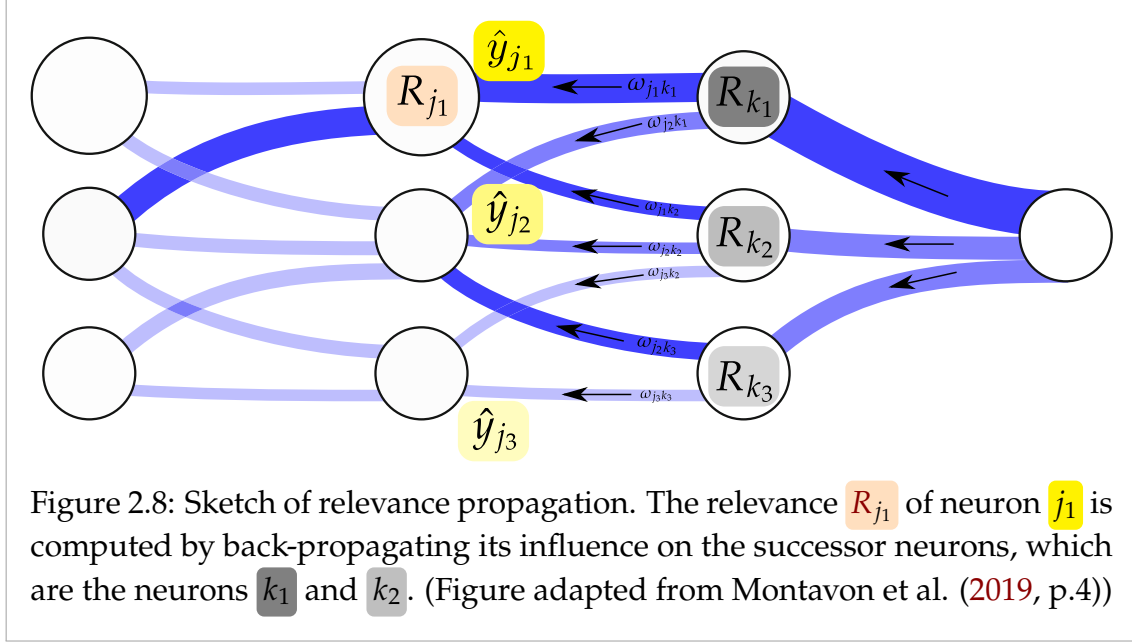 ŷj1
Rj1
ωj1k1
Rk1
ωj2k1
ŷj2
ωj1k2
Rk2
ωj2k2
ωj3k2
ωj2k3
Rk3
ωj3k3
ŷj3
Figure 2.8: Sketch of relevance propagation. The relevance Rj1 of neuron j1 is
computed by back-propagating its influence on the successor neurons, which
are the neurons k1 and k2. (Figure adapted from Montavon et al. (2019, p.4))